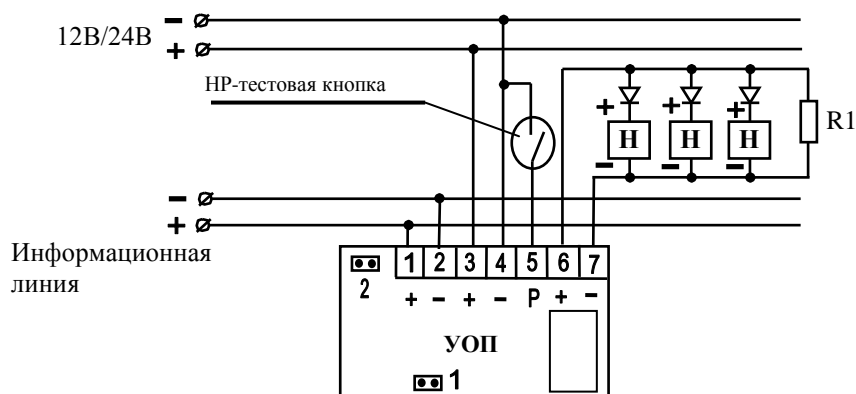 −
12В/24В
+
НР-тестовая кнопка
+ + +
Н Н Н
− − −
R1
−
+
Информационная
линия
1 2 3 4 5 6 7
2
+ − + − Р + −
УОП
1